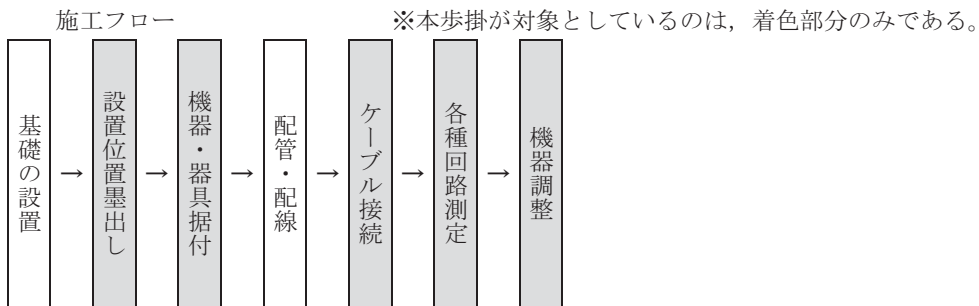 施工フロー
※本歩掛が対象としているのは，着色部分のみである。
基礎の設置
→
設置位置墨出し
→
機器・器具据付
→
配管・配線
→
ケーブル接続
→
各種回路測定
→
機器調整